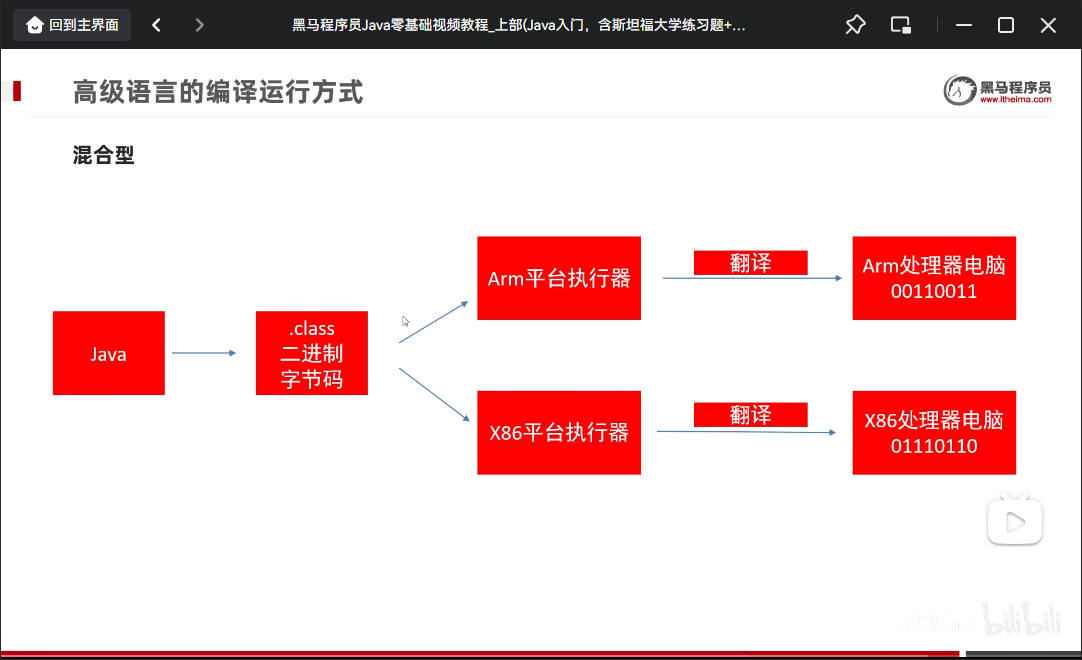 回到主界面
黑马程序员Java零基础视频教程_上部(Java入门，含斯坦福大学练习题+...
高级语言的编译运行方式
黑马程序员
www.itheima.com
混合型
Java
.class
二进制
字节码
Arm平台执行器
翻译
Arm处理器电脑
00110011
X86平台执行器
翻译
X86处理器电脑
01110110
bilibili